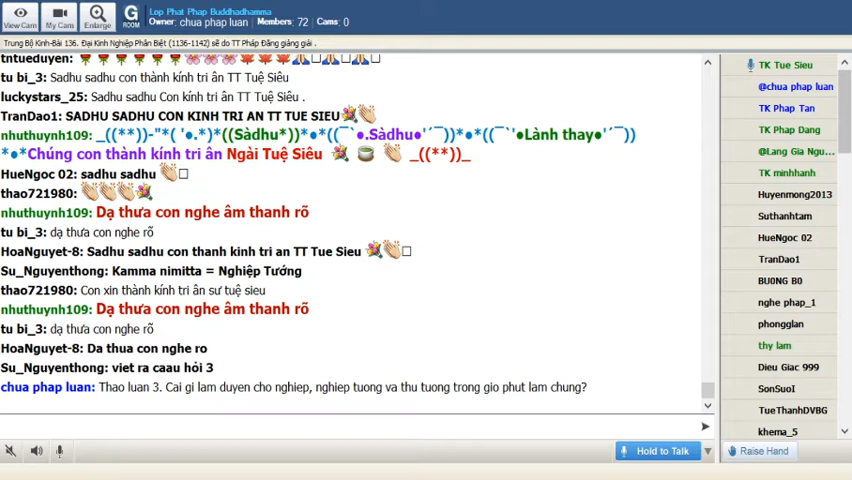 Lop Phat Phap Buddhadhamma
Owner: chua phap luan Members: 72 Cams: 0
View Cam
My Cam
Enlarge
G
ROOM
Trung Bộ Kinh-Bài 136. Đại Kinh Nghiệp Phân Biệt (1136-1142) sẽ do TT Pháp Đăng giảng giải .
tntueduyen:
tu bi_3: Sadhu sadhu con thành kính tri ân TT Tuệ Siêu
luckystars_25: Sadhu sadhu Con kính tri ân TT Tuệ Siêu .
TranDao1: SADHU SADHU CON KINH TRI AN TT TUE SIEU
nhuthuynh109: _((**))-"*( '●.*)*((Sàdhu*))*●*((¯`●.Sàdhu●'´¯))*●*((¯`'●Lành thay●'´¯))
*●*Chúng con thành kính tri ân Ngài Tuệ Siêu _((**))_
HueNgoc 02: sadhu sadhu
thao721980:
nhuthuynh109: Dạ thưa con nghe âm thanh rõ
tu bi_3: dạ thưa con nghe rõ
HoaNguyet-8: Sadhu sadhu con thanh kinh tri an TT Tue Sieu
Su_Nguyenthong: Kamma nimitta = Nghiệp Tướng
thao721980: Con xin thành kính tri ân sư tuệ sieu
nhuthuynh109: Dạ thưa con nghe âm thanh rõ
tu bi_3: dạ thưa con nghe rõ
HoaNguyet-8: Da thua con nghe ro
Su_Nguyenthong: viet ra caau hỏi 3
chua phap luan: Thao luan 3. Cai gi lam duyen cho nghiep, nghiep tuong va thu tuong trong gio phut lam chung?
Hold to Talk
TK Tue Sieu
@chua phap luan
TK Phap Tan
TK Phap Dang
@Lang Gia Ngu...
TK minhhanh
Huyenmong2013
Suthanhtam
HueNgoc 02
TranDao1
BU0NG B0
nghe phap_1
phongglan
thy lam
Dieu Giac 999
SonSuoI
TueThanhDVBG
khema_5
Raise Hand